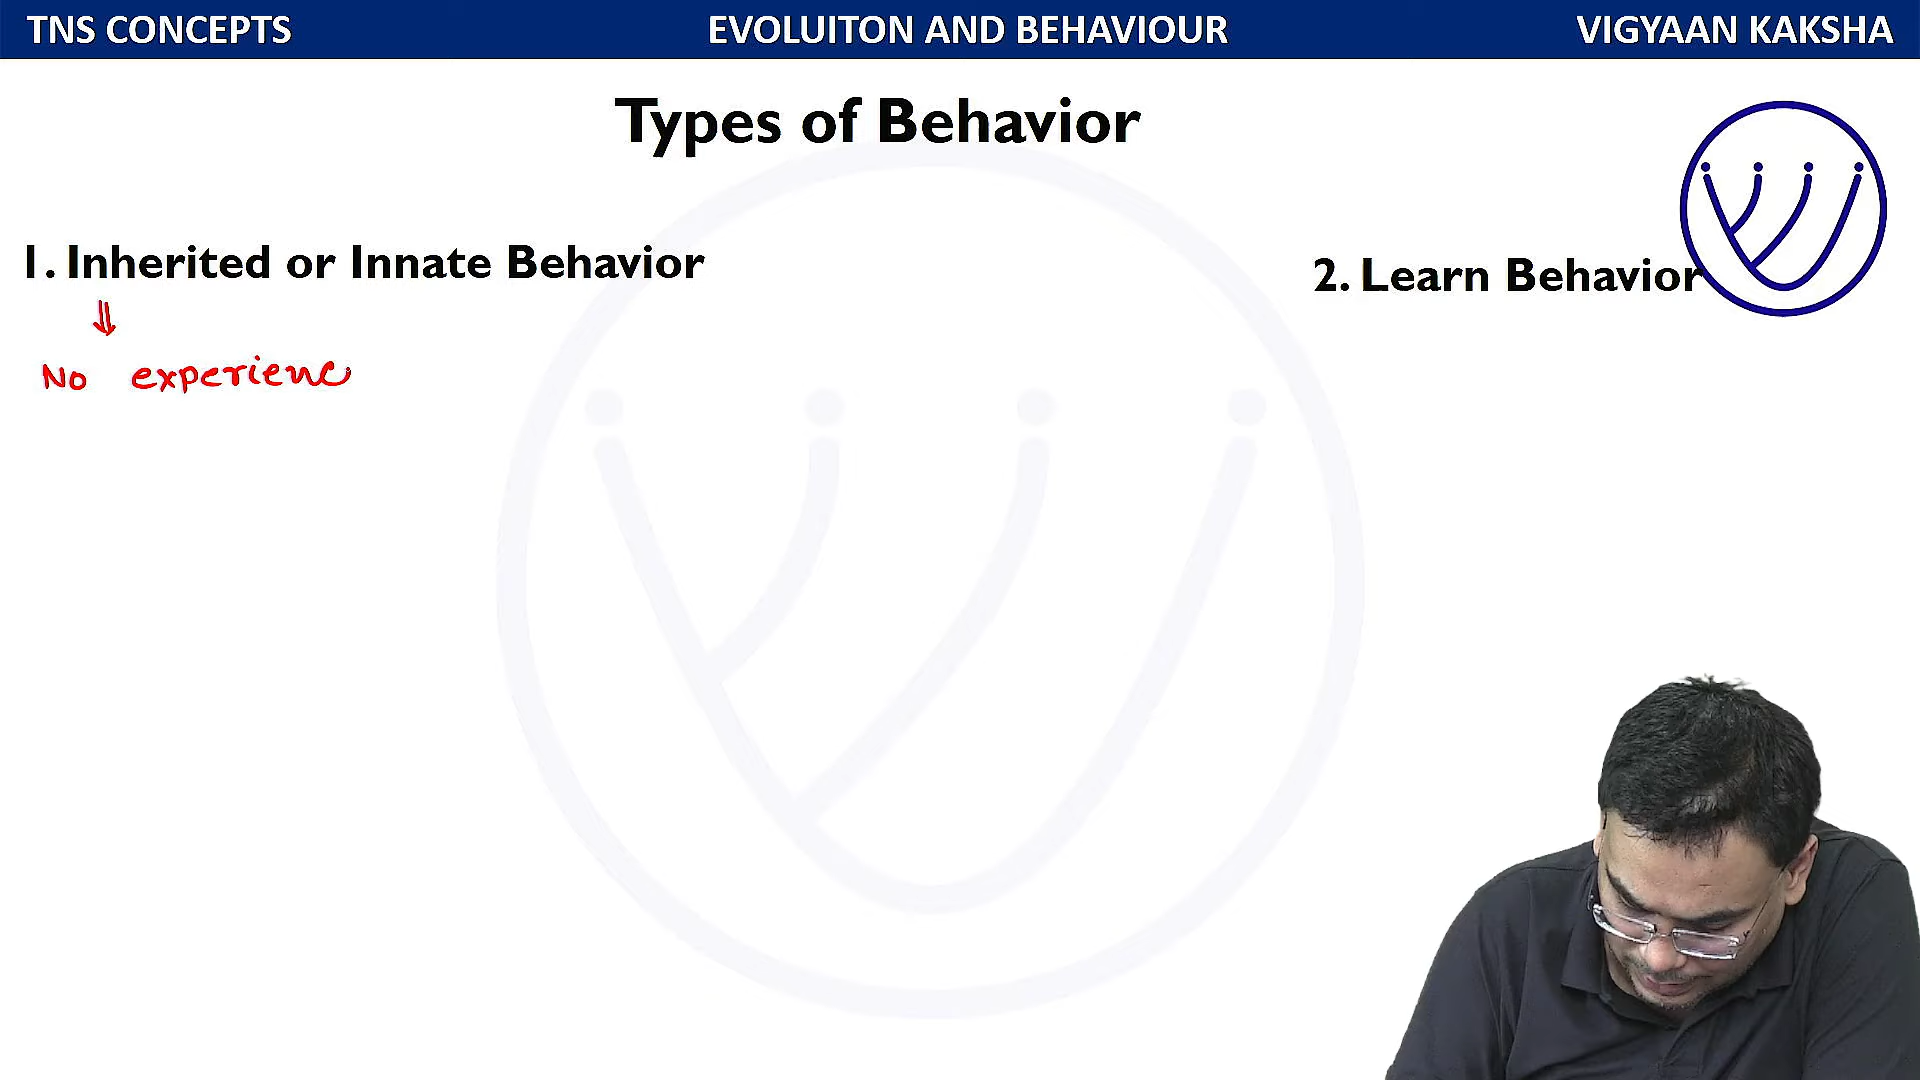 TNS CONCEPTS
EVOLUITON AND BEHAVIOUR
VIGYAAN KAKSHA
Types of Behavior
1. Inherited or Innate Behavior
2. Learn Behavior
No experienc